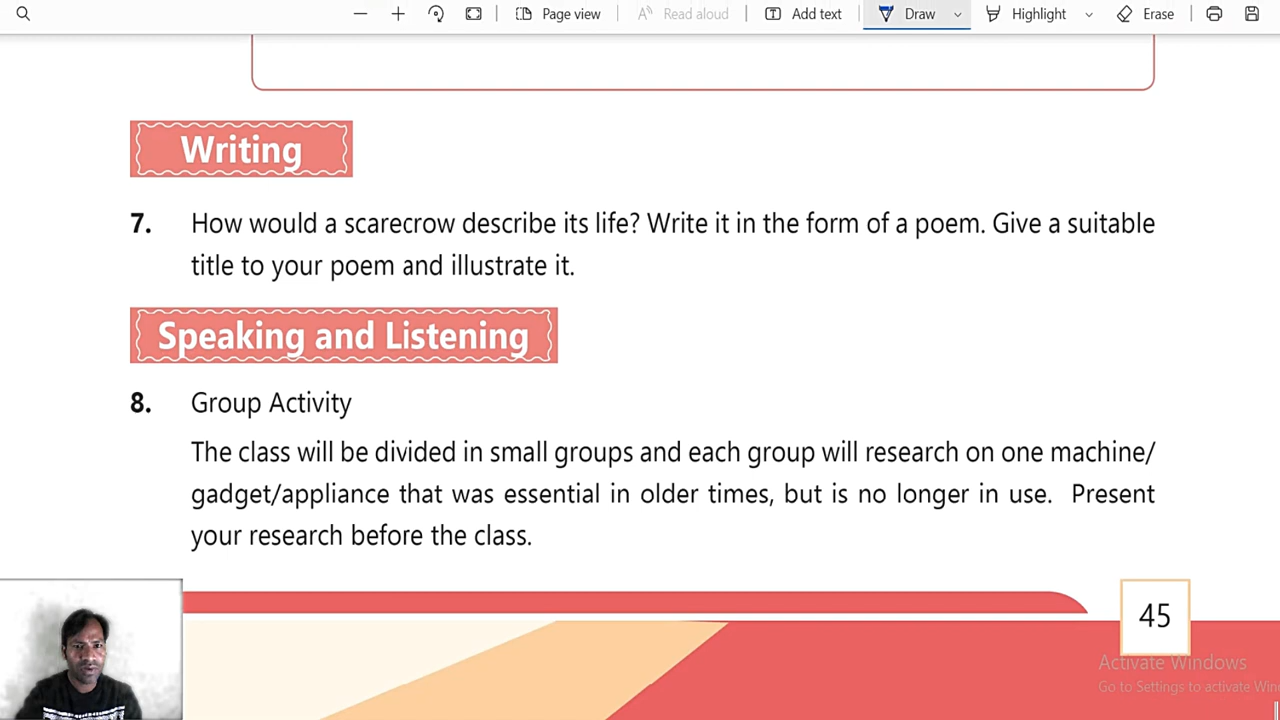 Page view
Read aloud
Add text
Draw
Highlight
Erase
Writing
7. How would a scarecrow describe its life? Write it in the form of a poem. Give a suitable
title to your poem and illustrate it.
Speaking and Listening
8. Group Activity
The class will be divided in small groups and each group will research on one machine/
gadget/appliance that was essential in older times, but is no longer in use. Present
your research before the class.
45
Activate Windows
Go to Settings to activate Win